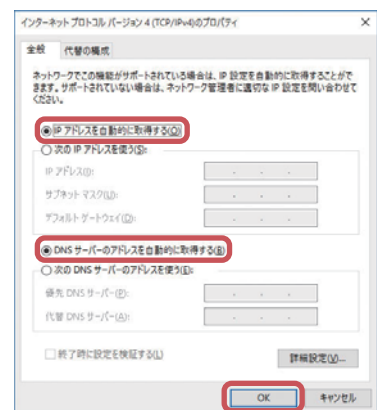 インターネット プロトコル バージョン 4 (TCP/IPv4)のプロパティ
全般 代替の構成
ネットワークでこの機能がサポートされている場合は、IP 設定を自動的に取得することがで
きます。サポートされていない場合は、ネットワーク管理者に適切な IP 設定を問い合わせて
ください。
IP アドレスを自動的に取得する(O)
次の IP アドレスを使う(S):
IP アドレス(I):
サブネット マスク(U):
デフォルト ゲートウェイ(D):
DNS サーバーのアドレスを自動的に取得する(B)
次の DNS サーバーのアドレスを使う(E):
優先 DNS サーバー(P):
代替 DNS サーバー(A):
終了時に設定を検証する(L)
詳細設定(V)...
OK キャンセル